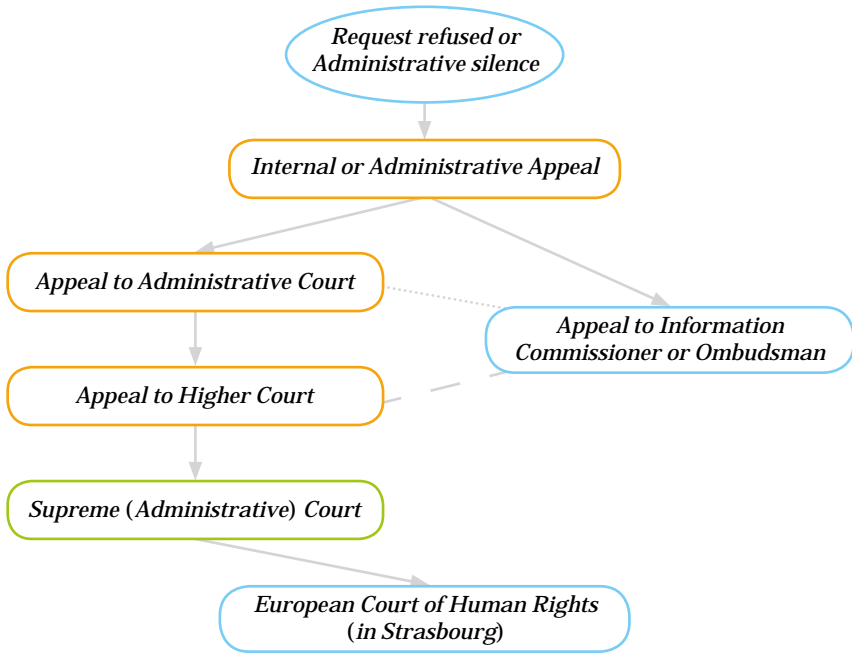 Request refused or
Administrative silence
Internal or Administrative Appeal
Appeal to Administrative Court
Appeal to Information
Commissioner or Ombudsman
Appeal to Higher Court
Supreme (Administrative) Court
European Court of Human Rights
(in Strasbourg)